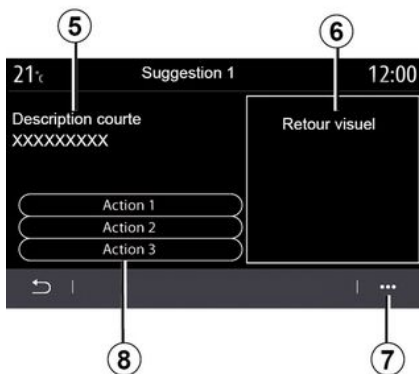 5
6
21°C Suggestion 1 12:00
Description courte
XXXXXXXXX
Retour visuel
Action 1
Action 2
Action 3
8
7